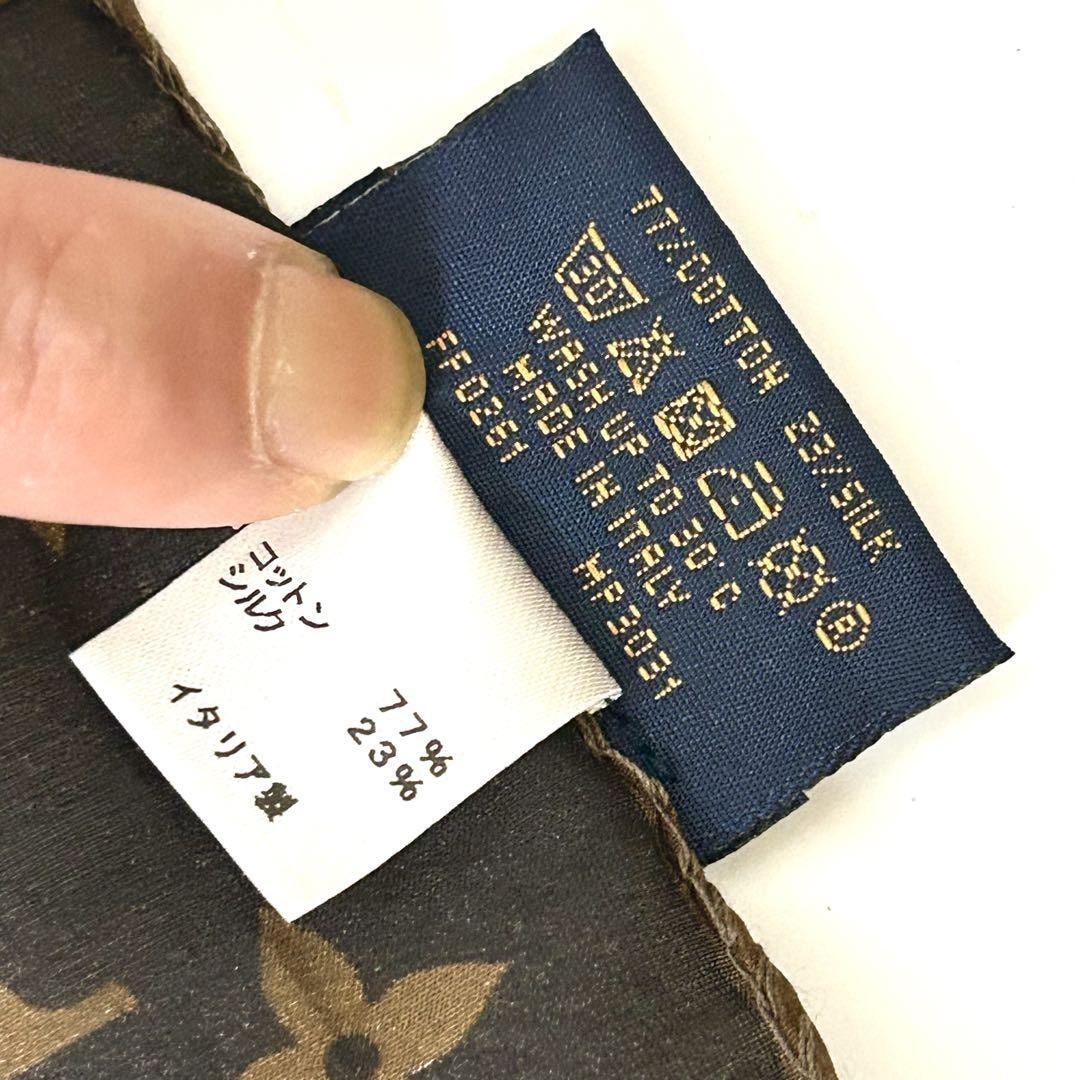 77%COTTON 23%SILK
30
WASH UP TO 30 C
MADE IN ITALY
FF0261 MP3031
コットン 77%
シルク 23%
イタリア製